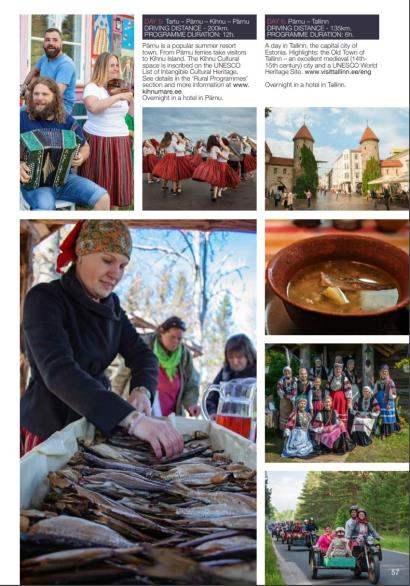 DAY 5: Tartu – Pärnu – Kihnu – Pärnu
DRIVING DISTANCE - 200km.
PROGRAMME DURATION: 12h.
Pärnu is a popular summer resort
town. From Pärnu ferries take visitors
to Kihnu Island. The Kihnu Cultural
space is inscribed on the UNESCO
List of Intangible Cultural Heritage.
See details in the 'Rural Programmes'
section and more information at www.
kihnumare.ee.
Overnight in a hotel in Pärnu.
DAY 6: Pärnu – Tallinn
DRIVING DISTANCE - 135km.
PROGRAMME DURATION: 6h.
A day in Tallinn, the capital city of
Estonia. Highlights: the Old Town of
Tallinn – an excellent medieval (14th-
15th century) city and a UNESCO World
Heritage Site. www.visittallinn.ee/eng
Overnight in a hotel in Tallinn.
57